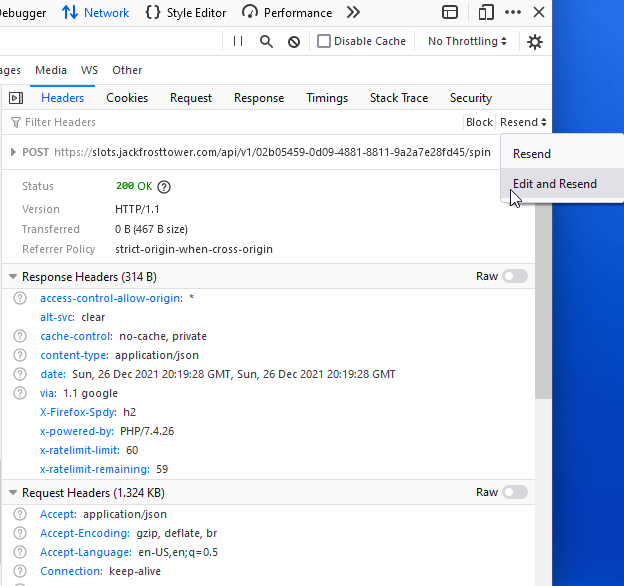 Debugger Network Style Editor Performance
Disable Cache No Throttling
ages Media WS Other
Headers Cookies Request Response Timings Stack Trace Security
Filter Headers Block Resend
POST https://slots.jackfrosttower.com/api/v1/02b05459-0d09-4881-8811-9a2a7e28fd45/spin
Resend
Edit and Resend
Status 200 OK
Version HTTP/1.1
Transferred 0 B (467 B size)
Referrer Policy strict-origin-when-cross-origin
Response Headers (314 B) Raw
access-control-allow-origin: *
alt-svc: clear
cache-control: no-cache, private
content-type: application/json
date: Sun, 26 Dec 2021 20:19:28 GMT, Sun, 26 Dec 2021 20:19:28 GMT
via: 1.1 google
X-Firefox-Spdy: h2
x-powered-by: PHP/7.4.26
x-ratelimit-limit: 60
x-ratelimit-remaining: 59
Request Headers (1.324 KB) Raw
Accept: application/json
Accept-Encoding: gzip, deflate, br
Accept-Language: en-US,en;q=0.5
Connection: keep-alive